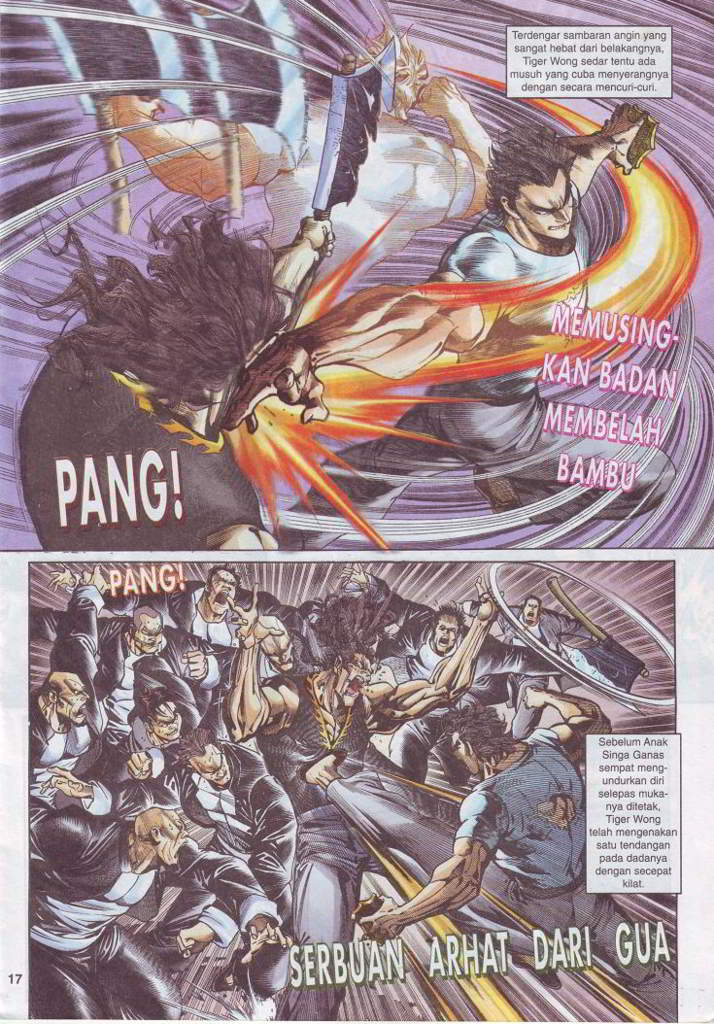 Terdengar sambaran angin yang
sangat hebat dari belakangnya,
Tiger Wong sedar tentu ada
musuh yang cuba menyerangnya
dengan secara mencuri-curi.
MEMUSING-
KAN BADAN
MEMBELAH
BAMBU
PANG!
PANG!
Sebelum Anak
Singa Ganas
sempat meng-
undurkan diri
selepas muka-
nya ditetak,
Tiger Wong
telah mengenakan
satu tendangan
pada dadanya
dengan secepat
kilat.
SERBUAN ARHAT DARI GUA
17